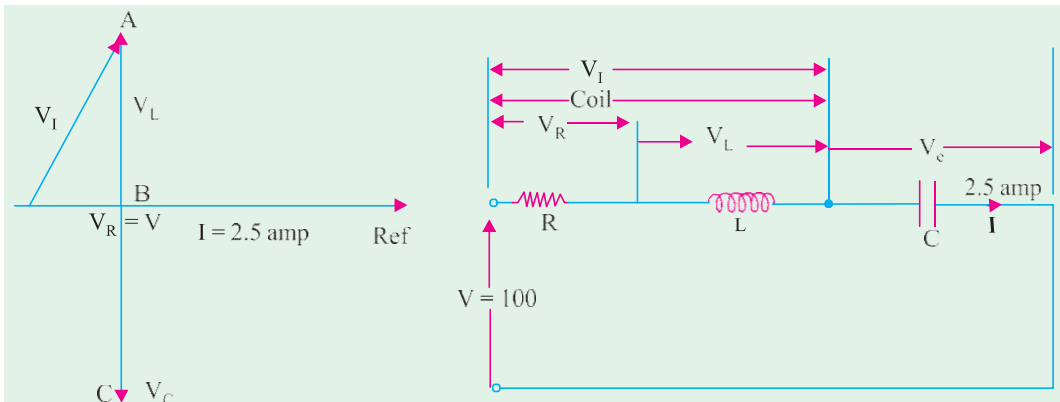 A
V_I
V_L
B
V_R = V
I = 2.5 amp
Ref
C
V_C
V_I
Coil
V_R
V_L
V_c
2.5 amp
R
L
C
I
V = 100